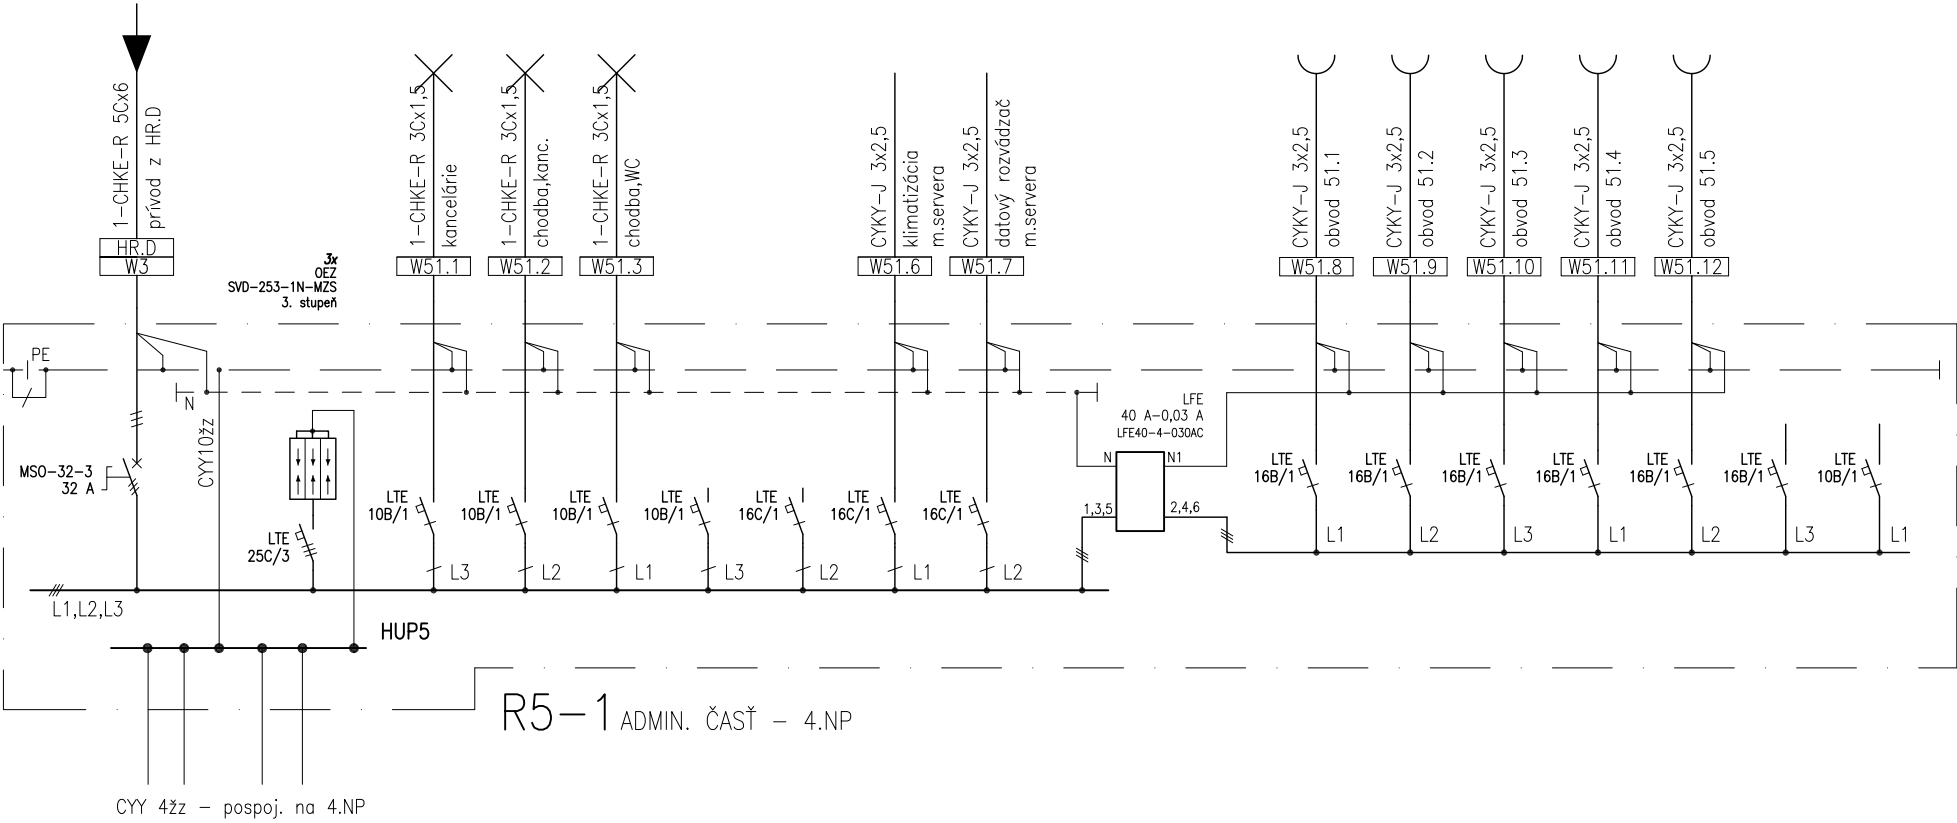 1-CHKE-R 5Cx6
prívod z HR.D
HR.D
W3
3x
OEZ
SVD-253-1N-MZS
3. stupeň
1-CHKE-R 3Cx1,5
kancelárie
W51.1
1-CHKE-R 3Cx1,5
chodba,kanc.
W51.2
1-CHKE-R 3Cx1,5
chodba,WC
W51.3
CYKY-J 3x2,5
klimatizácia
m.servera
W51.6
CYKY-J 3x2,5
datový rozvádzač
m.servera
W51.7
CYKY-J 3x2,5
obvod 51.1
W51.8
CYKY-J 3x2,5
obvod 51.2
W51.9
CYKY-J 3x2,5
obvod 51.3
W51.10
CYKY-J 3x2,5
obvod 51.4
W51.11
CYKY-J 3x2,5
obvod 51.5
W51.12
PE
N
CYY10žz
MSO-32-3
32 A
LTE
25C/3
LTE
10B/1
LTE
10B/1
LTE
10B/1
LTE
10B/1
LTE
16C/1
LTE
16C/1
LTE
16C/1
LFE
40 A-0,03 A
LFE40-4-030AC
N
N1
1,3,5
2,4,6
LTE
16B/1
LTE
16B/1
LTE
16B/1
LTE
16B/1
LTE
16B/1
LTE
16B/1
LTE
10B/1
L1
L2
L3
L1
L2
L3
L1
L3
L2
L1
L3
L2
L1
L2
L1,L2,L3
HUP5
R5-1 ADMIN. ČASŤ - 4.NP
CYY 4žz - pospoj. na 4.NP